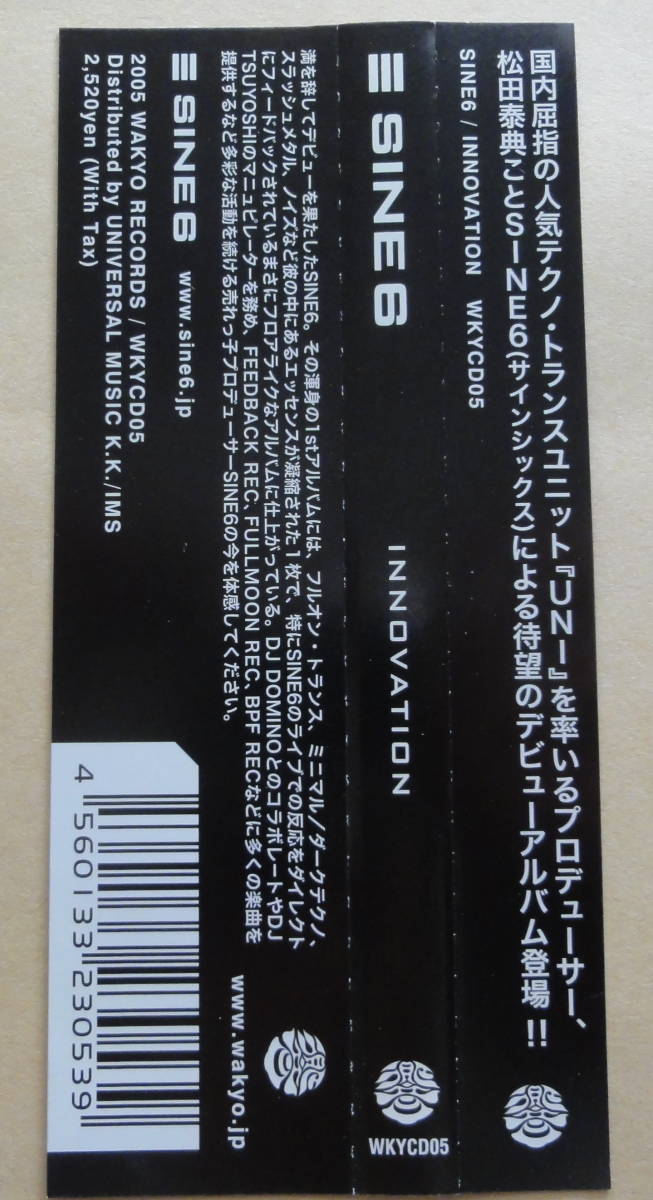 国内屈指の人気テクノ・トランスユニット『UNI』を率いるプロデューサー、
松田泰典ことSINE6(サインシックス)による待望のデビューアルバム登場!!
SINE6 / INNOVATION WKYCD05
SINE6
INNOVATION
WKYCD05
満を辞してデビューを果たしたSINE6。その渾身の1stアルバムには、フルオン・トランス、ミニマル/ダークテクノ、
スラッシュメタル、ノイズなど彼の中にあるエッセンスが凝縮された1枚で、特にSINE6のライブでの反応をダイレクト
にフィードバックされているまさにフロアライクなアルバムに仕上がっている。DJ DOMINOとのコラボレートやDJ
TSUYOSHIのマニュピレーターを務め、FEEDBACK REC, FULLMOON REC, BPF RECなどに多くの楽曲を
提供するなど多彩な活動を続ける売れっ子プロデューサーSINE6の今を体感してください。
SINE6 www.sine6.jp
www.wakyo.jp
2005 WAKYO RECORDS / WKYCD05
Distributed by UNIVERSAL MUSIC K.K./IMS
2,520yen (With Tax)
4 560133 230539